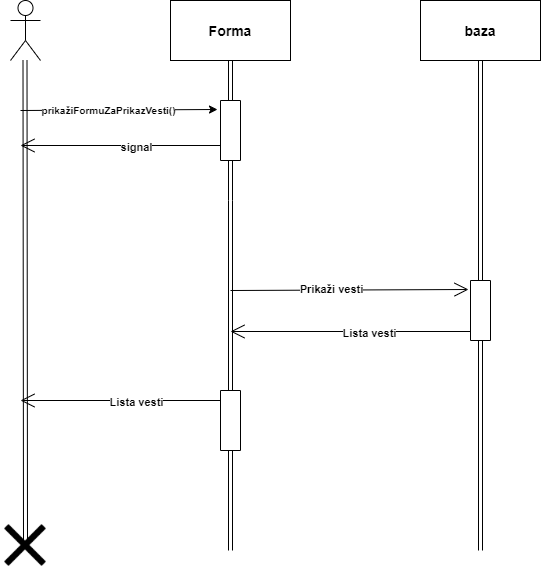 Forma
baza
prikažiFormuZaPrikazVesti()
signal
Prikaži vesti
Lista vesti
Lista vesti